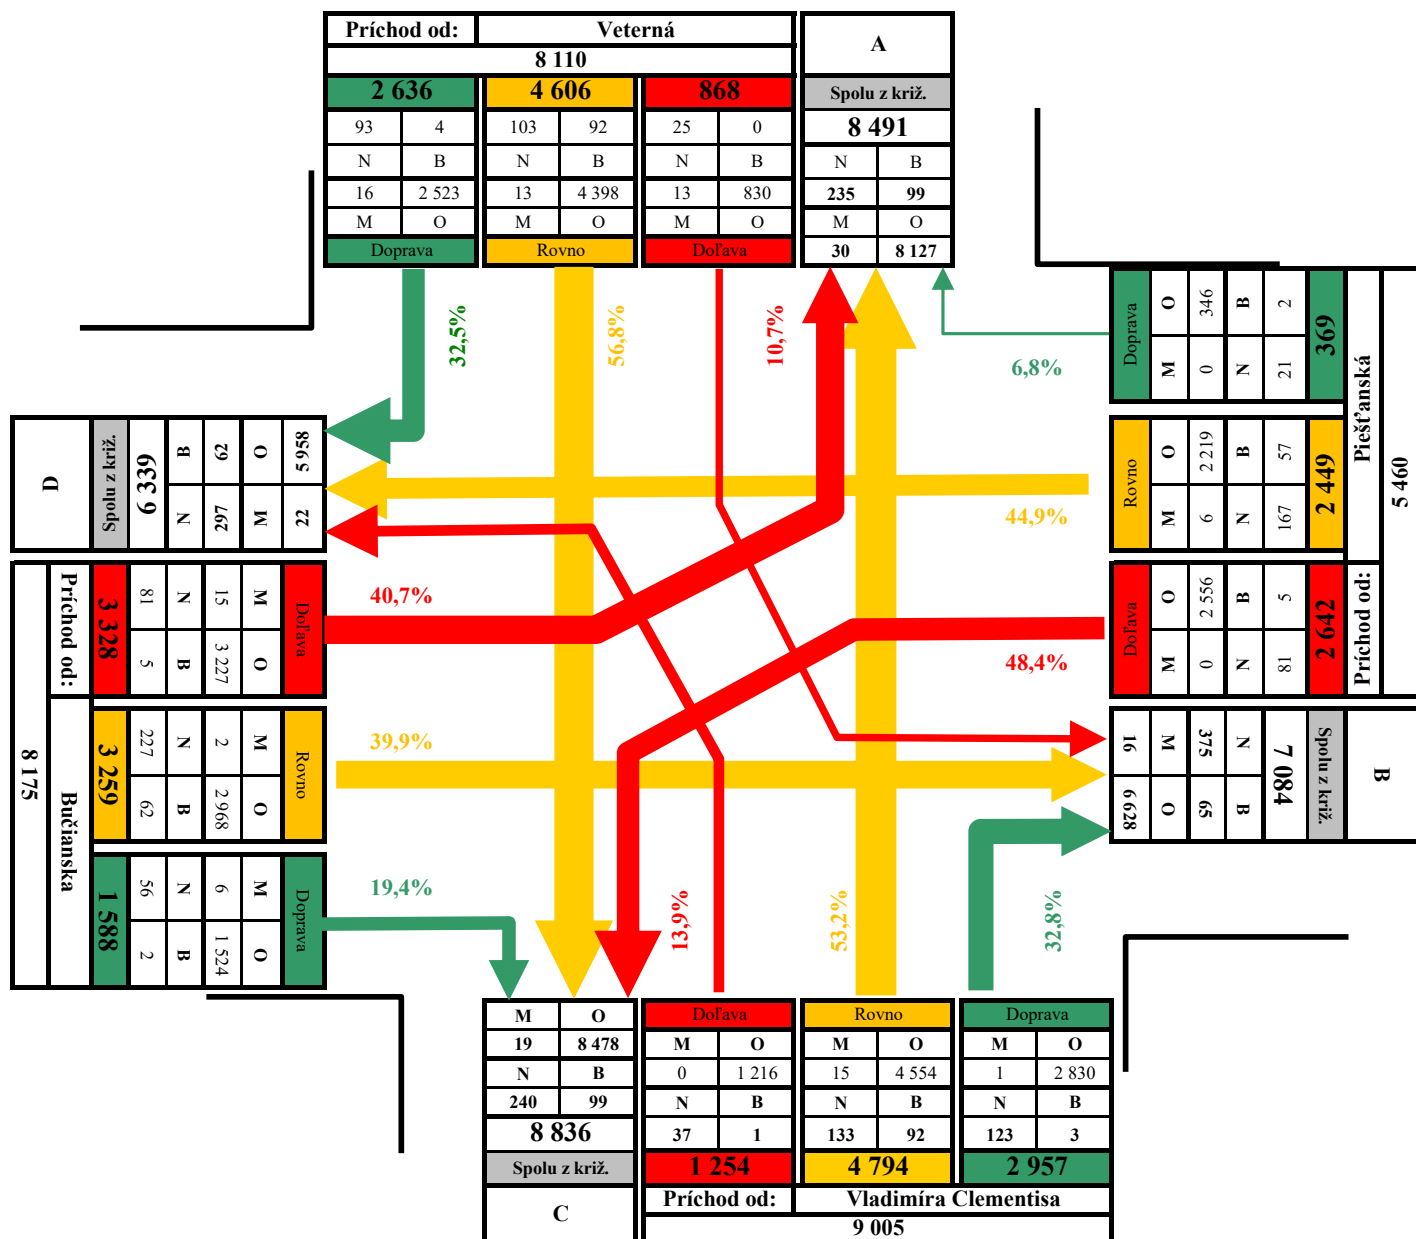 Príchod od: Veterná
8 110
2 636 4 606 868
93 4 103 92 25 0
N B N B N B
16 2 523 13 4 398 13 830
M O M O M O
Doprava Rovno Doľava
A
Spolu z križ.
8 491
N B
235 99
M O
30 8 127
32,5%
56,8%
10,7%
6,8%
44,9%
48,4%
40,7%
39,9%
19,4%
13,9%
53,2%
32,8%
Doprava
O 346 B 2
M 0 N 21
369
Rovno
O 2 219 B 57
M 6 N 167
2 449
Doľava
O 2 556 B 5
M 0 N 81
2 642
Príchod od: Piešťanská
5 460
D
Spolu z križ.
6 339
B 62 O 5 958
N 297 M 22
Príchod od: Bučianska
8 175
3 328
81 N 15 M
5 B 3 227 O
Doľava
3 259
227 N 2 M
62 B 2 968 O
Rovno
1 588
56 N 6 M
2 B 1 524 O
Doprava
B
Spolu z križ.
7 084
N 375 M 16
B 65 O 6 628
M O
19 8 478
N B
240 99
8 836
Spolu z križ.
C
Doľava Rovno Doprava
M O M O M O
0 1 216 15 4 554 1 2 830
N B N B N B
37 1 133 92 123 3
1 254 4 794 2 957
Príchod od: Vladimíra Clementisa
9 005